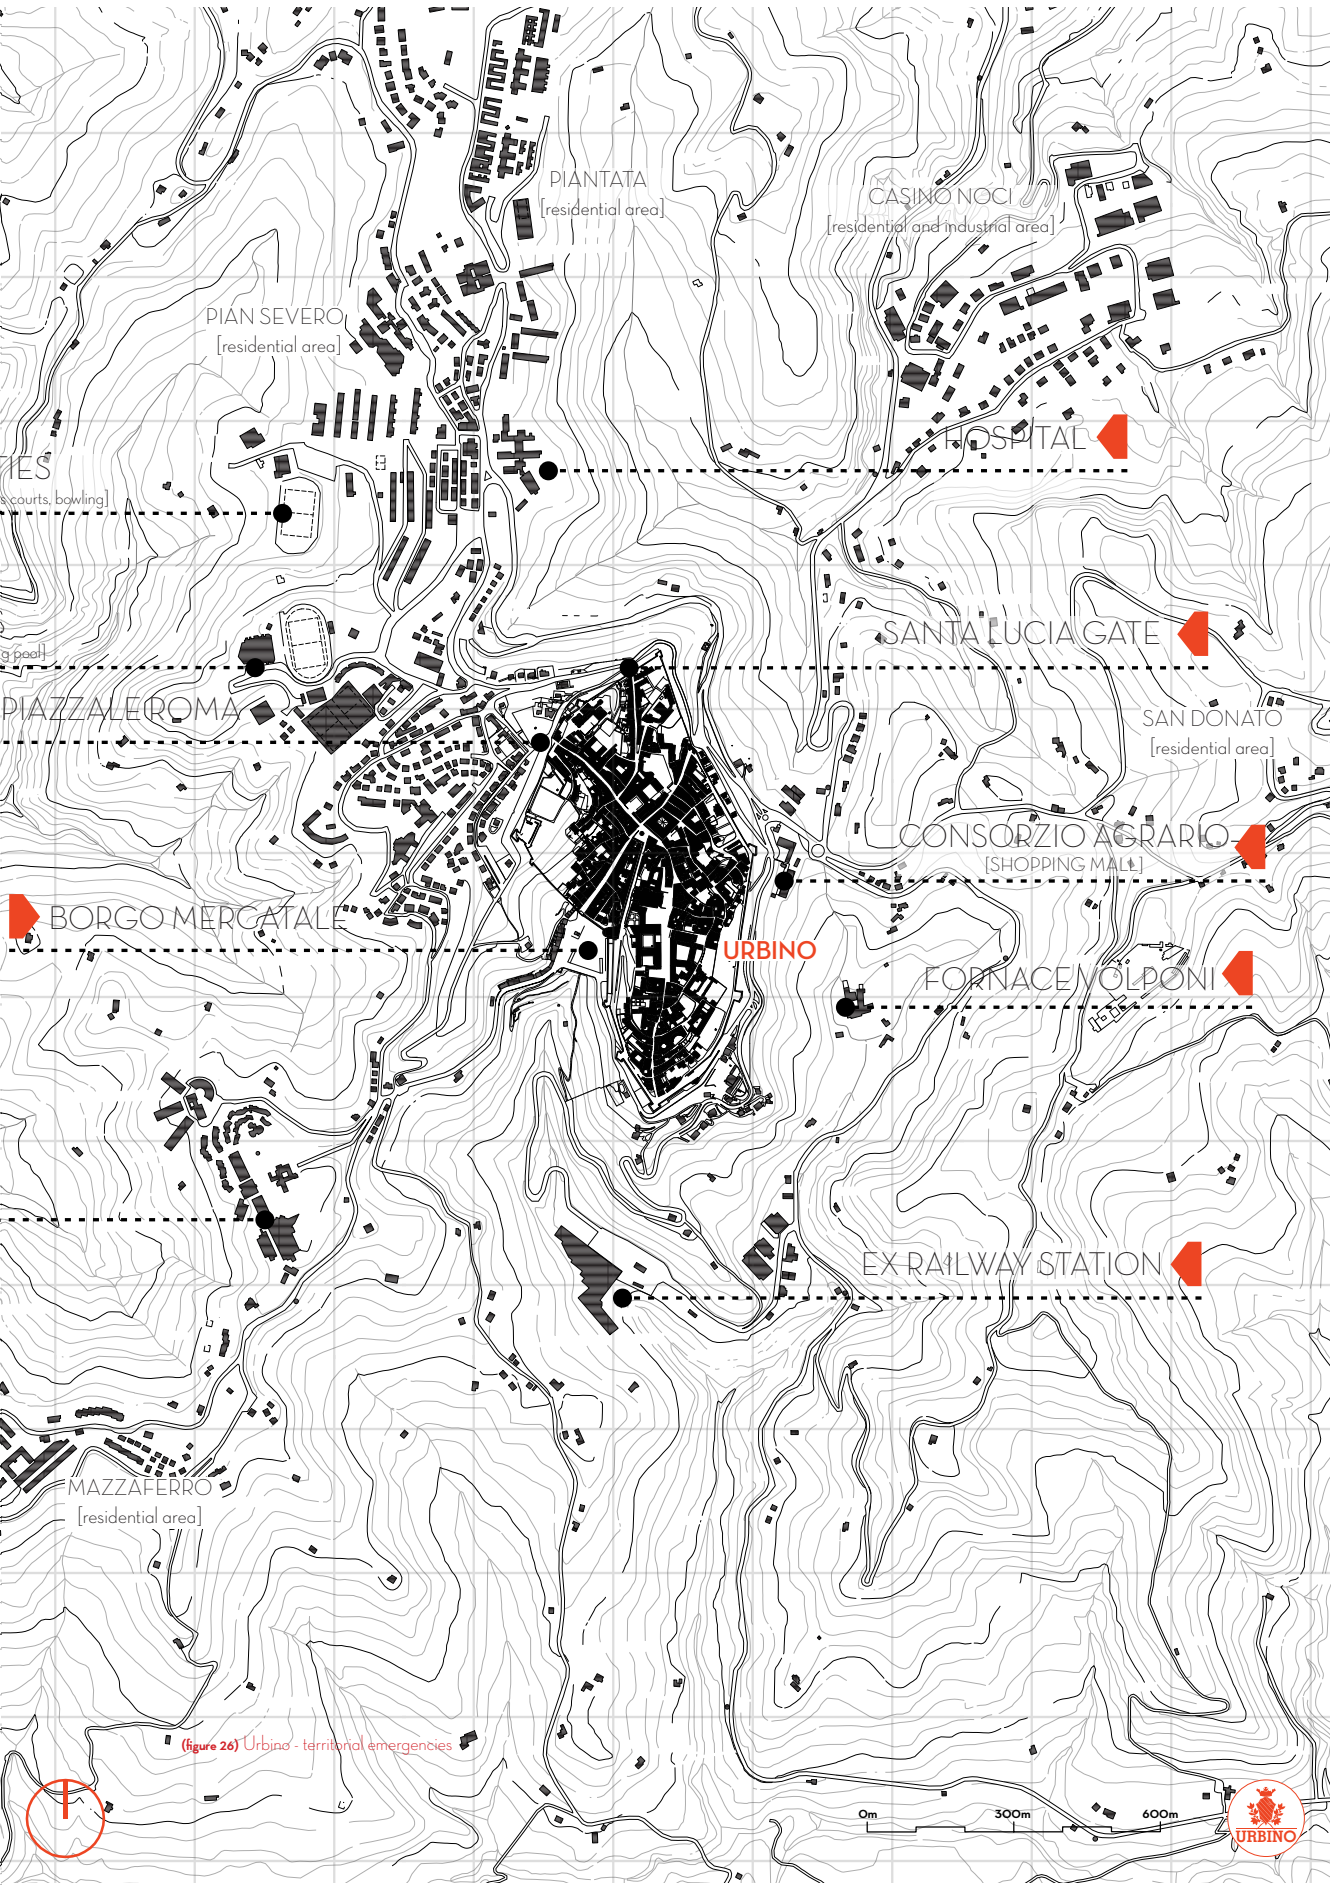 PIANTATA
[residential area]
CASINO NOCI
[residential and industrial area]
PIAN SEVERO
[residential area]
HOSPITAL
TIES
s courts, bowling]
SANTA LUCIA GATE
g pool]
PIAZZALE ROMA
SAN DONATO
[residential area]
CONSORZIO AGRARIO
[SHOPPING MALL]
BORGO MERCATALE
URBINO
FORNACE VOLPONI
EX RAILWAY STATION
MAZZAFERRO
[residential area]
(figure 26) Urbino - territorial emergencies
0m 300m 600m
URBINO